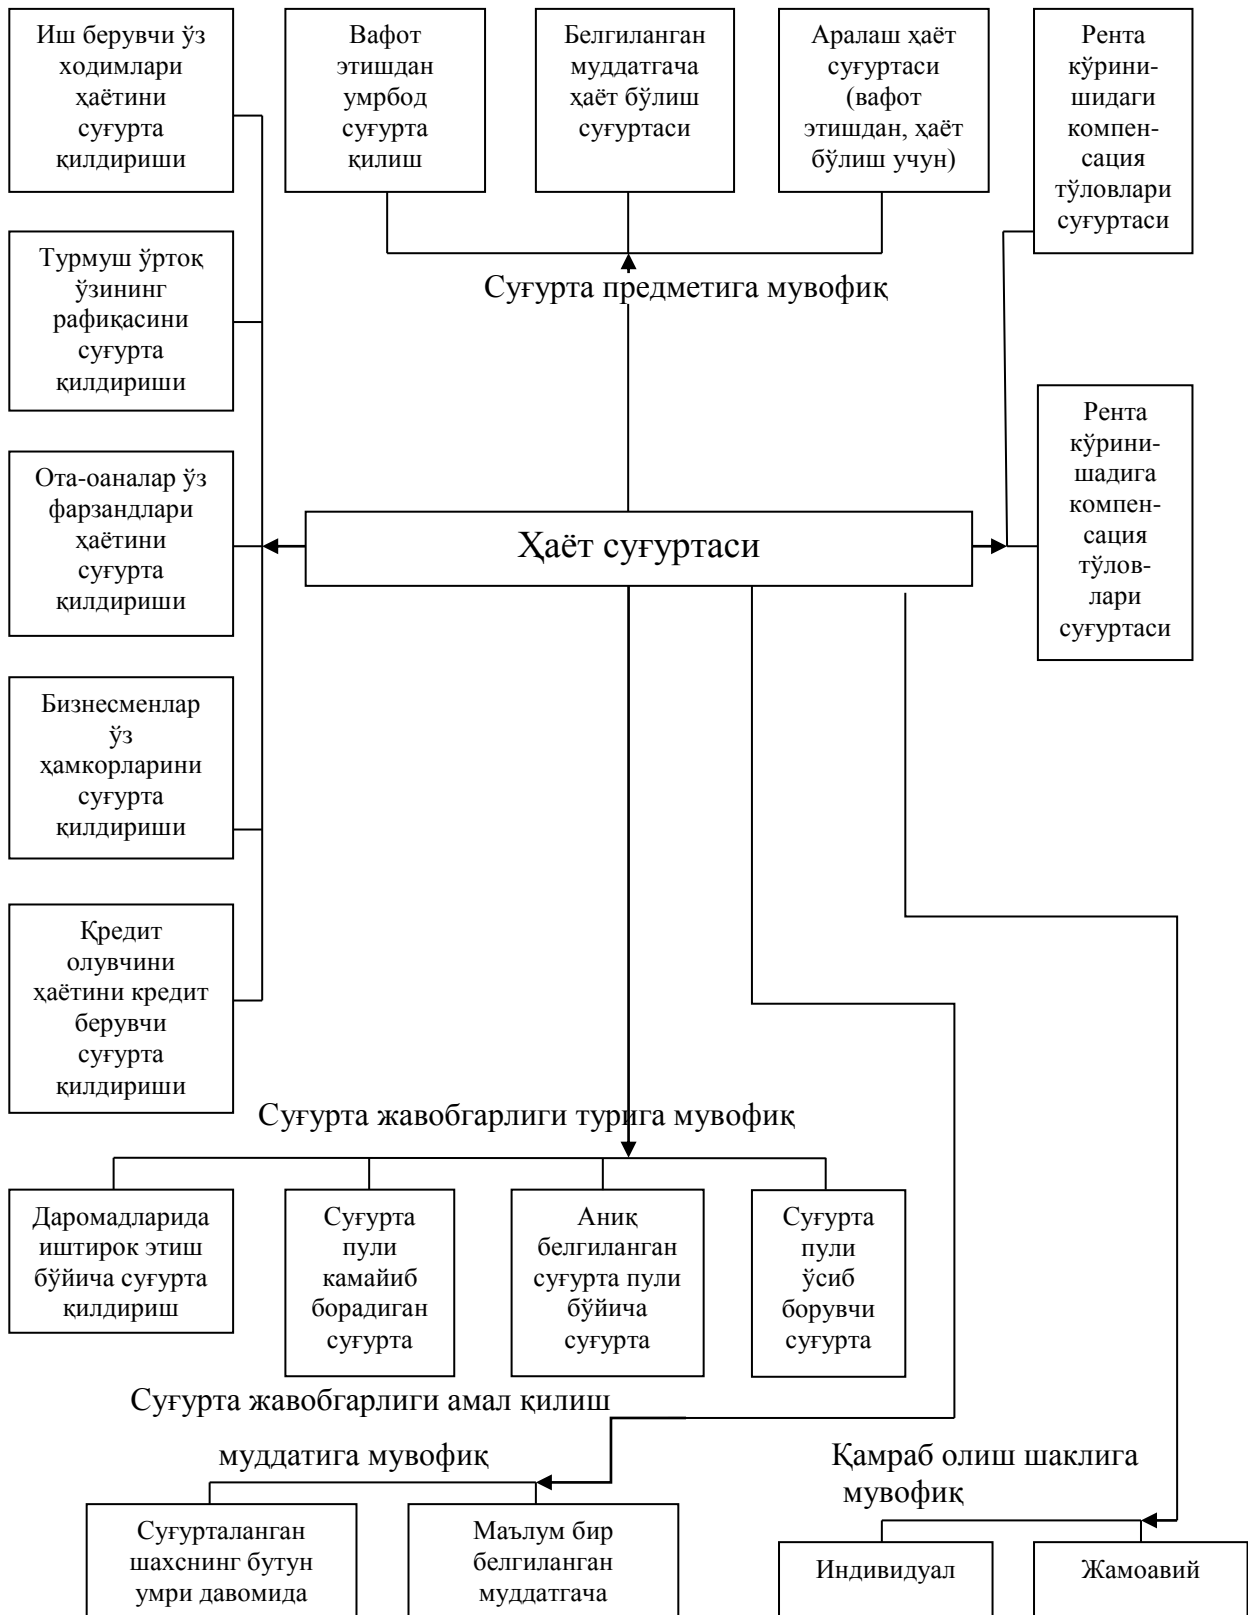 Иш берувчи ўз
ходимлари
ҳаётини
суғурта
қилдириши
Вафот
этишдан
умрбод
суғурта
қилиш
Белгиланган
муддатгача
ҳаёт бўлиш
суғуртаси
Аралаш ҳаёт
суғуртаси
(вафот
этишдан, ҳаёт
бўлиш учун)
Рента
кўрини-
шидаги
компен-
сация
тўловлари
суғуртаси
Турмуш ўртоқ
ўзининг
рафиқасини
суғурта
қилдириши
Суғурта предметига мувофиқ
Рента
кўрини-
шадига
компен-
сация
тўлов-
лари
суғуртаси
Ота-оаналар ўз
фарзандлари
ҳаётини
суғурта
қилдириши
Ҳаёт суғуртаси
Бизнесменлар
ўз
ҳамкорларини
суғурта
қилдириши
Қредит
олувчини
ҳаётини кредит
берувчи
суғурта
қилдириши
Суғурта жавобгарлиги турига мувофиқ
Даромадларида
иштирок этиш
бўйича суғурта
қилдириш
Суғурта
пули
камайиб
борадиган
суғурта
Аниқ
белгиланган
суғурта пули
бўйича
суғурта
Суғурта
пули
ўсиб
борувчи
суғурта
Суғурта жавобгарлиги амал қилиш
муддатига мувофиқ
Қамраб олиш шаклига
мувофиқ
Суғурталанган
шахснинг бутун
умри давомида
Маълум бир
белгиланган
муддатгача
Индивидуал
Жамоавий